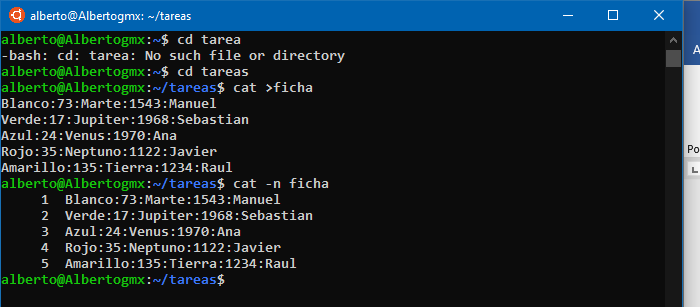 alberto@Albertogmx: ~/tareas
alberto@Albertogmx:~$ cd tarea
-bash: cd: tarea: No such file or directory
alberto@Albertogmx:~$ cd tareas
alberto@Albertogmx:~/tareas$ cat >ficha
Blanco:73:Marte:1543:Manuel
Verde:17:Jupiter:1968:Sebastian
Azul:24:Venus:1970:Ana
Rojo:35:Neptuno:1122:Javier
Amarillo:135:Tierra:1234:Raul
alberto@Albertogmx:~/tareas$ cat -n ficha
     1  Blanco:73:Marte:1543:Manuel
     2  Verde:17:Jupiter:1968:Sebastian
     3  Azul:24:Venus:1970:Ana
     4  Rojo:35:Neptuno:1122:Javier
     5  Amarillo:135:Tierra:1234:Raul
alberto@Albertogmx:~/tareas$